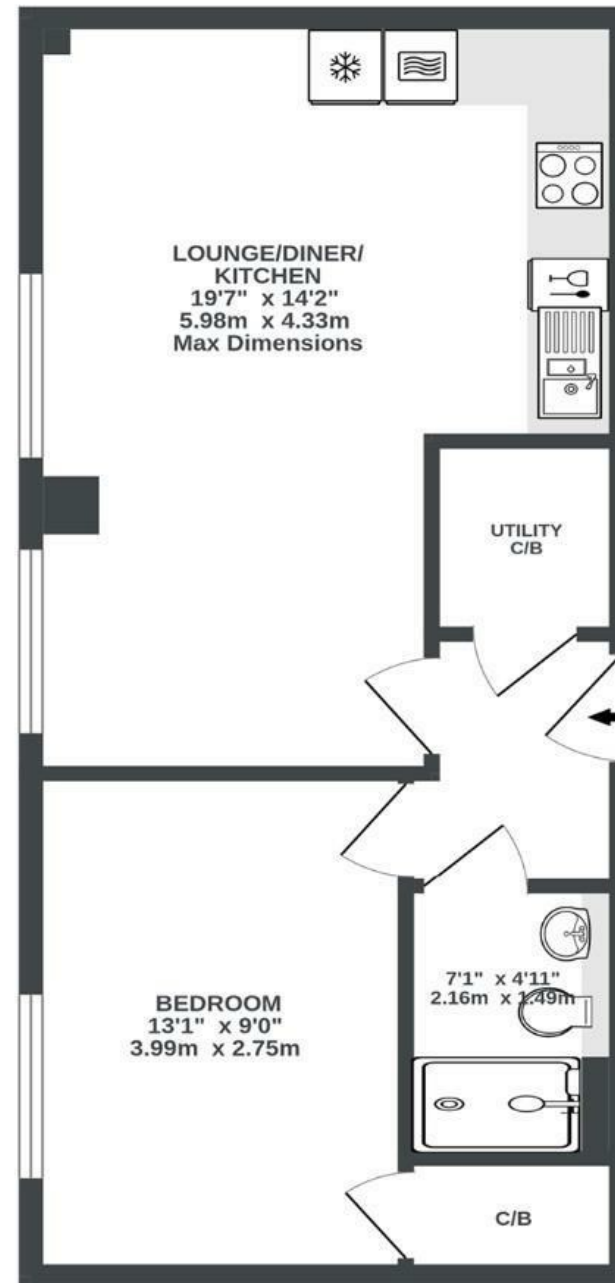 LOUNGE/DINER/
KITCHEN
19'7" x 14'2"
5.98m x 4.33m
Max Dimensions
UTILITY
C/B
BEDROOM
13'1" x 9'0"
3.99m x 2.75m
7'1" x 4'11"
2.16m x 1.49m
C/B